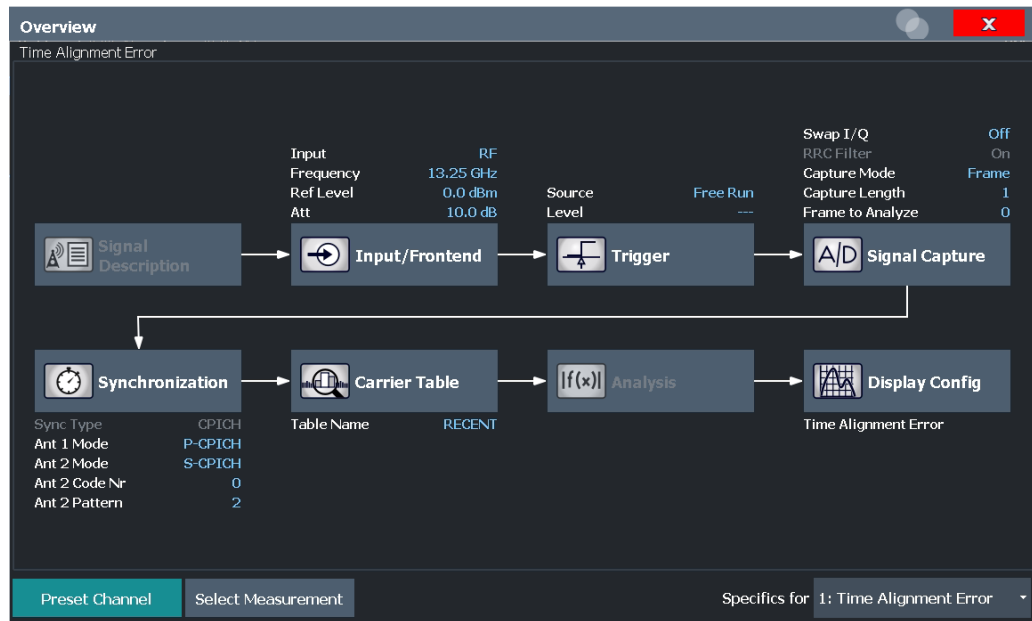 Overview
X
Time Alignment Error
Swap I/Q Off
Input RF RRC Filter On
Frequency 13.25 GHz Capture Mode Frame
Ref Level 0.0 dBm Source Free Run Capture Length 1
Att 10.0 dB Level --- Frame to Analyze 0
Signal
Description
Input/Frontend
Trigger
A/D Signal Capture
Synchronization
Carrier Table
|f(x)| Analysis
Display Config
Sync Type CPICH Table Name RECENT Time Alignment Error
Ant 1 Mode P-CPICH
Ant 2 Mode S-CPICH
Ant 2 Code Nr 0
Ant 2 Pattern 2
Preset Channel Select Measurement Specifics for 1: Time Alignment Error